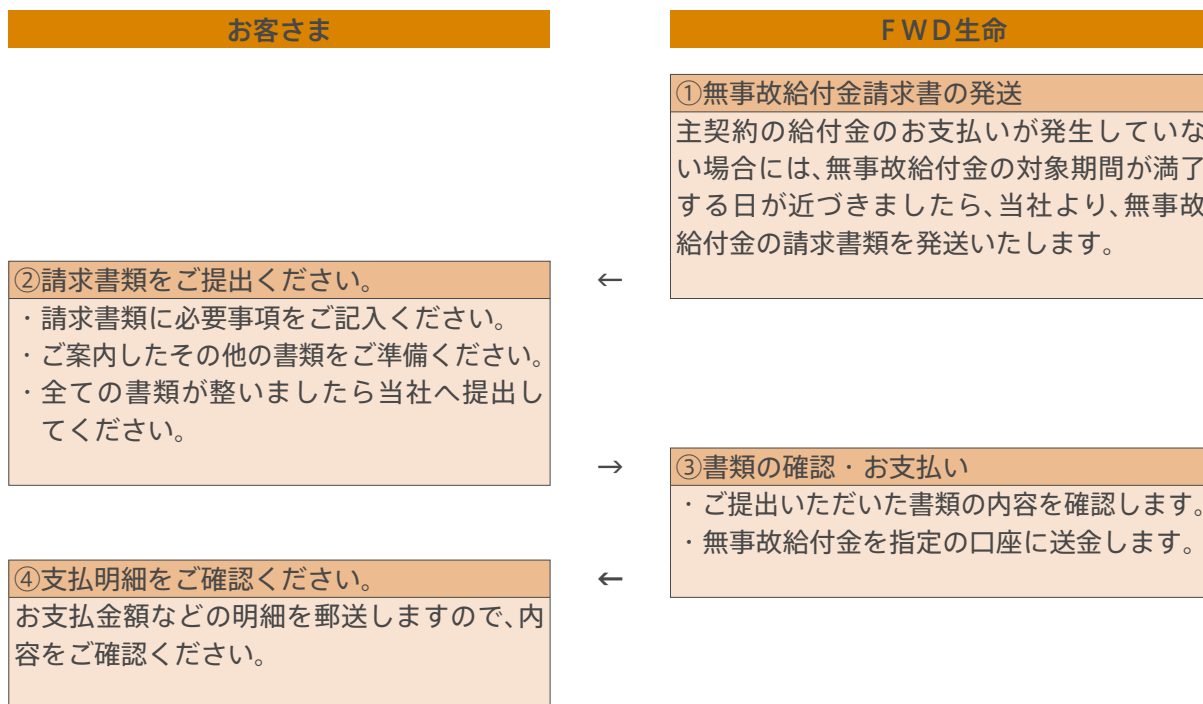 お客さま
ＦＷＤ生命
①無事故給付金請求書の発送
主契約の給付金のお支払いが発生していな
い場合には、無事故給付金の対象期間が満了
する日が近づきましたら、当社より、無事故
給付金の請求書類を発送いたします。
←
②請求書類をご提出ください。
・請求書類に必要事項をご記入ください。
・ご案内したその他の書類をご準備ください。
・全ての書類が整いましたら当社へ提出し
てください。
→
③書類の確認・お支払い
・ご提出いただいた書類の内容を確認します。
・無事故給付金を指定の口座に送金します。
←
④支払明細をご確認ください。
お支払金額などの明細を郵送しますので、内
容をご確認ください。